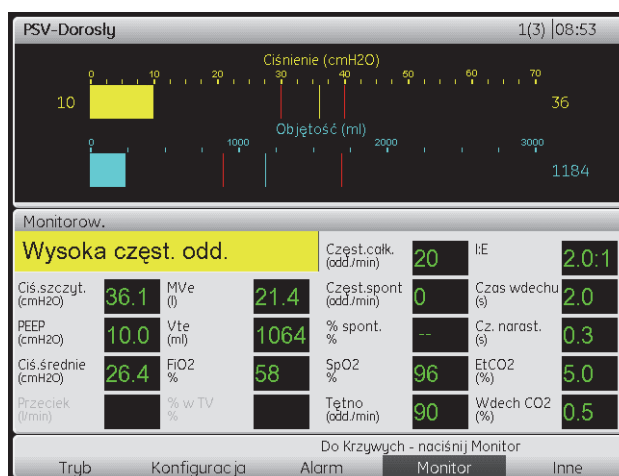 PSV-Dorosly 1(3) |08:53
Ciśnienie (cmH2O)
0 10 20 30 40 50 60 70
10 36
Objętość (ml)
0 1000 2000 3000
1184
Monitorow.
Wysoka częst. odd.
Częst.całk. (odd./min) 20 I:E 2.0:1
Ciś.szczyt. (cmH2O) 36.1 MVe (l) 21.4 Częst.spont (odd./min) 0 Czas wdechu (s) 2.0
PEEP (cmH2O) 10.0 Vte (ml) 1064 % spont. % -- Cz. narast. (s) 0.3
Ciś.średnie (cmH2O) 26.4 FiO2 % 58 SpO2 % 96 EtCO2 (%) 5.0
Przeciek (l/min) % w TV % Tętno (odd./min) 90 Wdech CO2 (%) 0.5
Do Krzywych - naciśnij Monitor
Tryb Konfiguracja Alarm Monitor Inne